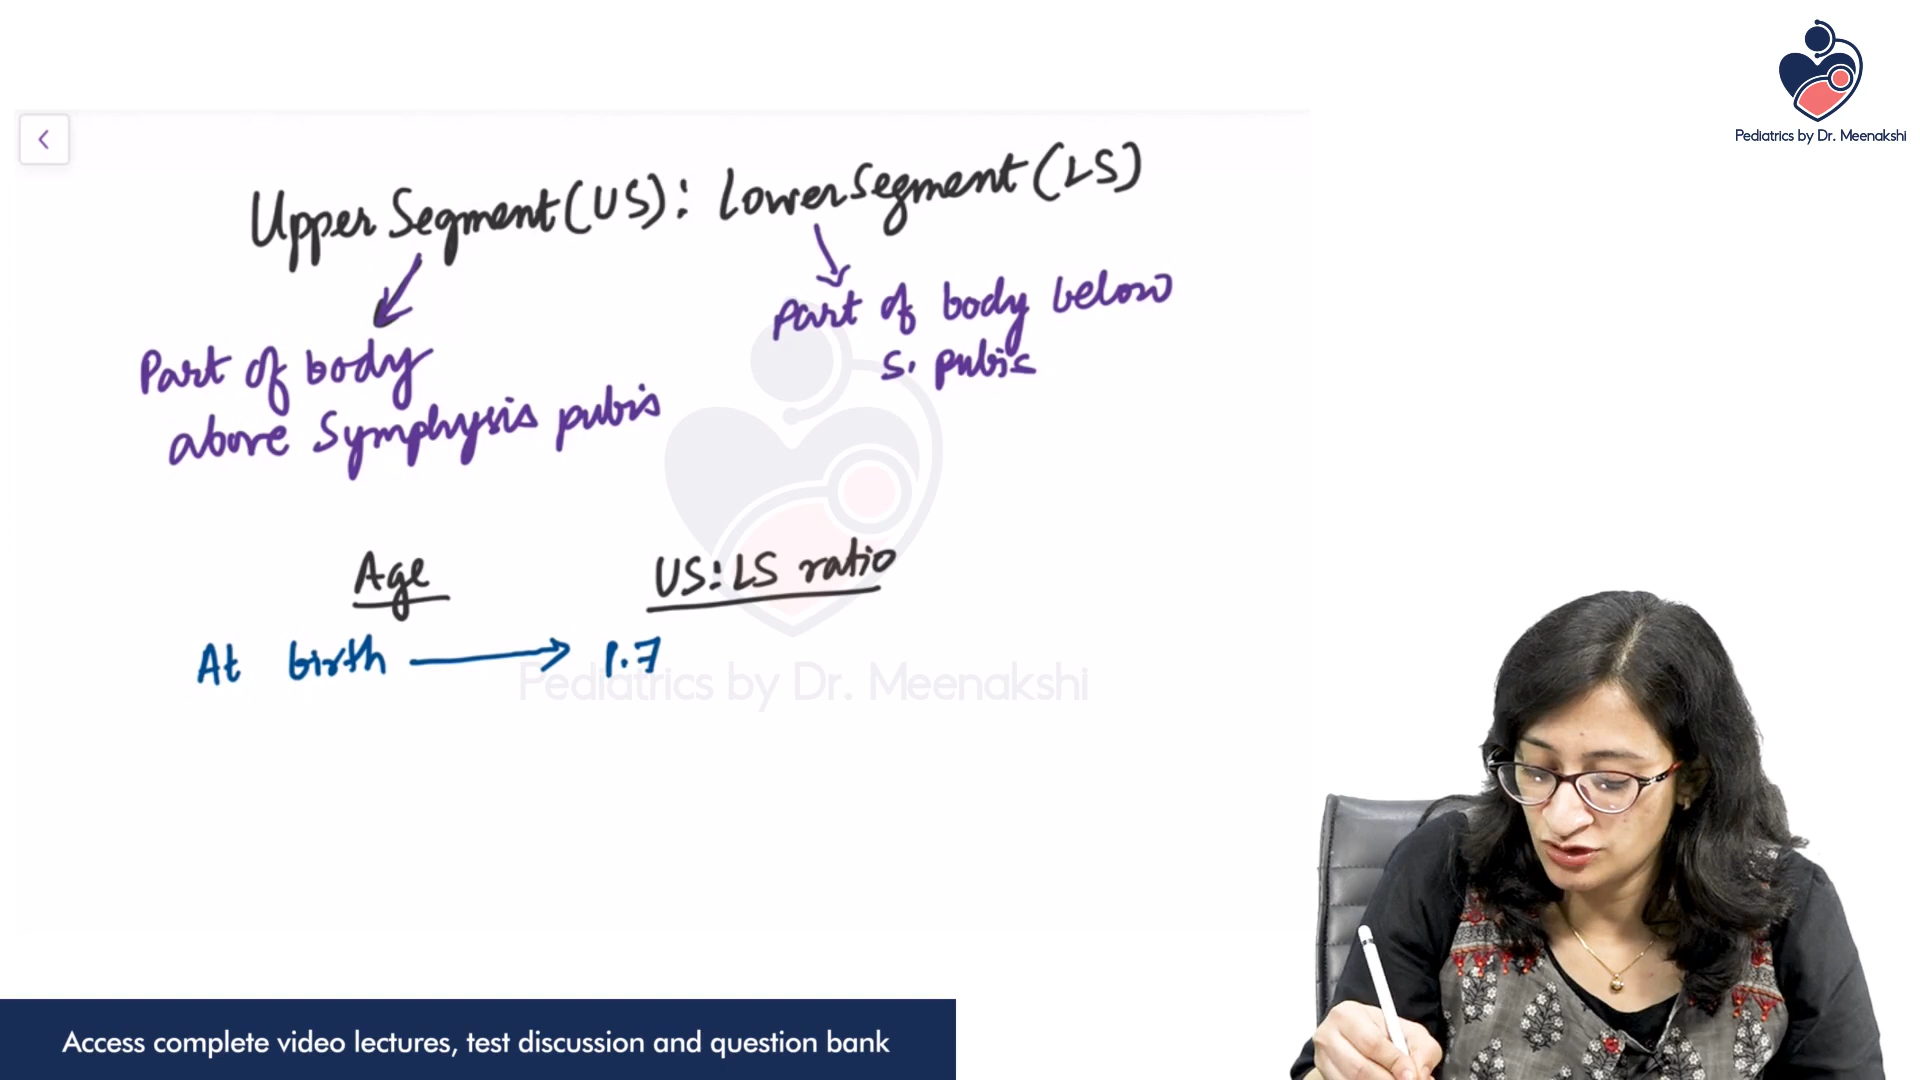 Pediatrics by Dr. Meenakshi
Upper Segment (US) : Lower Segment (LS)
Part of body
above Symphysis pubis
Part of body below
S. pubis
Age
US:LS ratio
At birth → 1.7
Pediatrics by Dr. Meenakshi
Access complete video lectures, test discussion and question bank